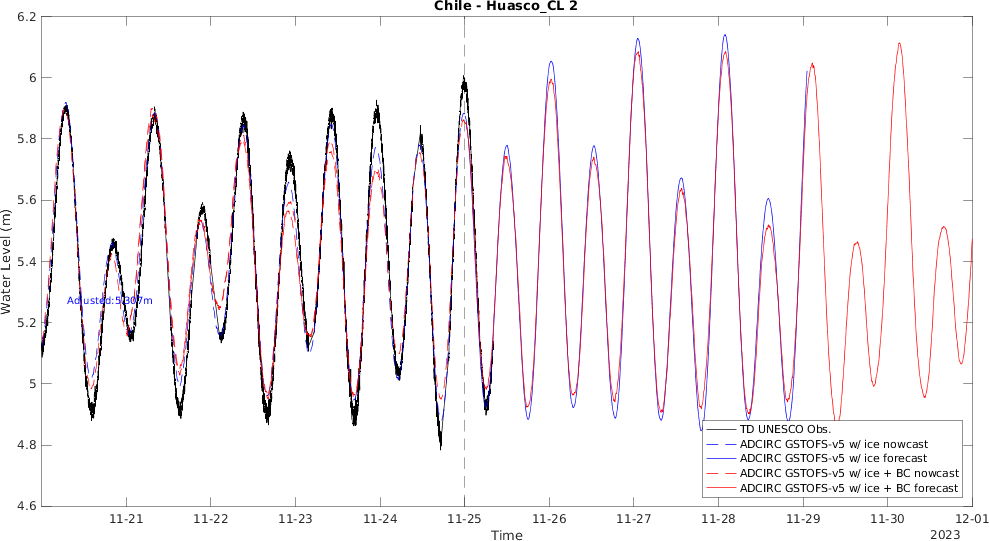 Chile - Huasco_CL 2
6.2
6
5.8
5.6
5.4
5.2
5
4.8
4.6
Water Level (m)
Adjusted:5.307m
TD UNESCO Obs.
ADCIRC GSTOFS-v5 w/ ice nowcast
ADCIRC GSTOFS-v5 w/ ice forecast
ADCIRC GSTOFS-v5 w/ ice + BC nowcast
ADCIRC GSTOFS-v5 w/ ice + BC forecast
11-21 11-22 11-23 11-24 11-25 11-26 11-27 11-28 11-29 11-30 12-01
Time
2023